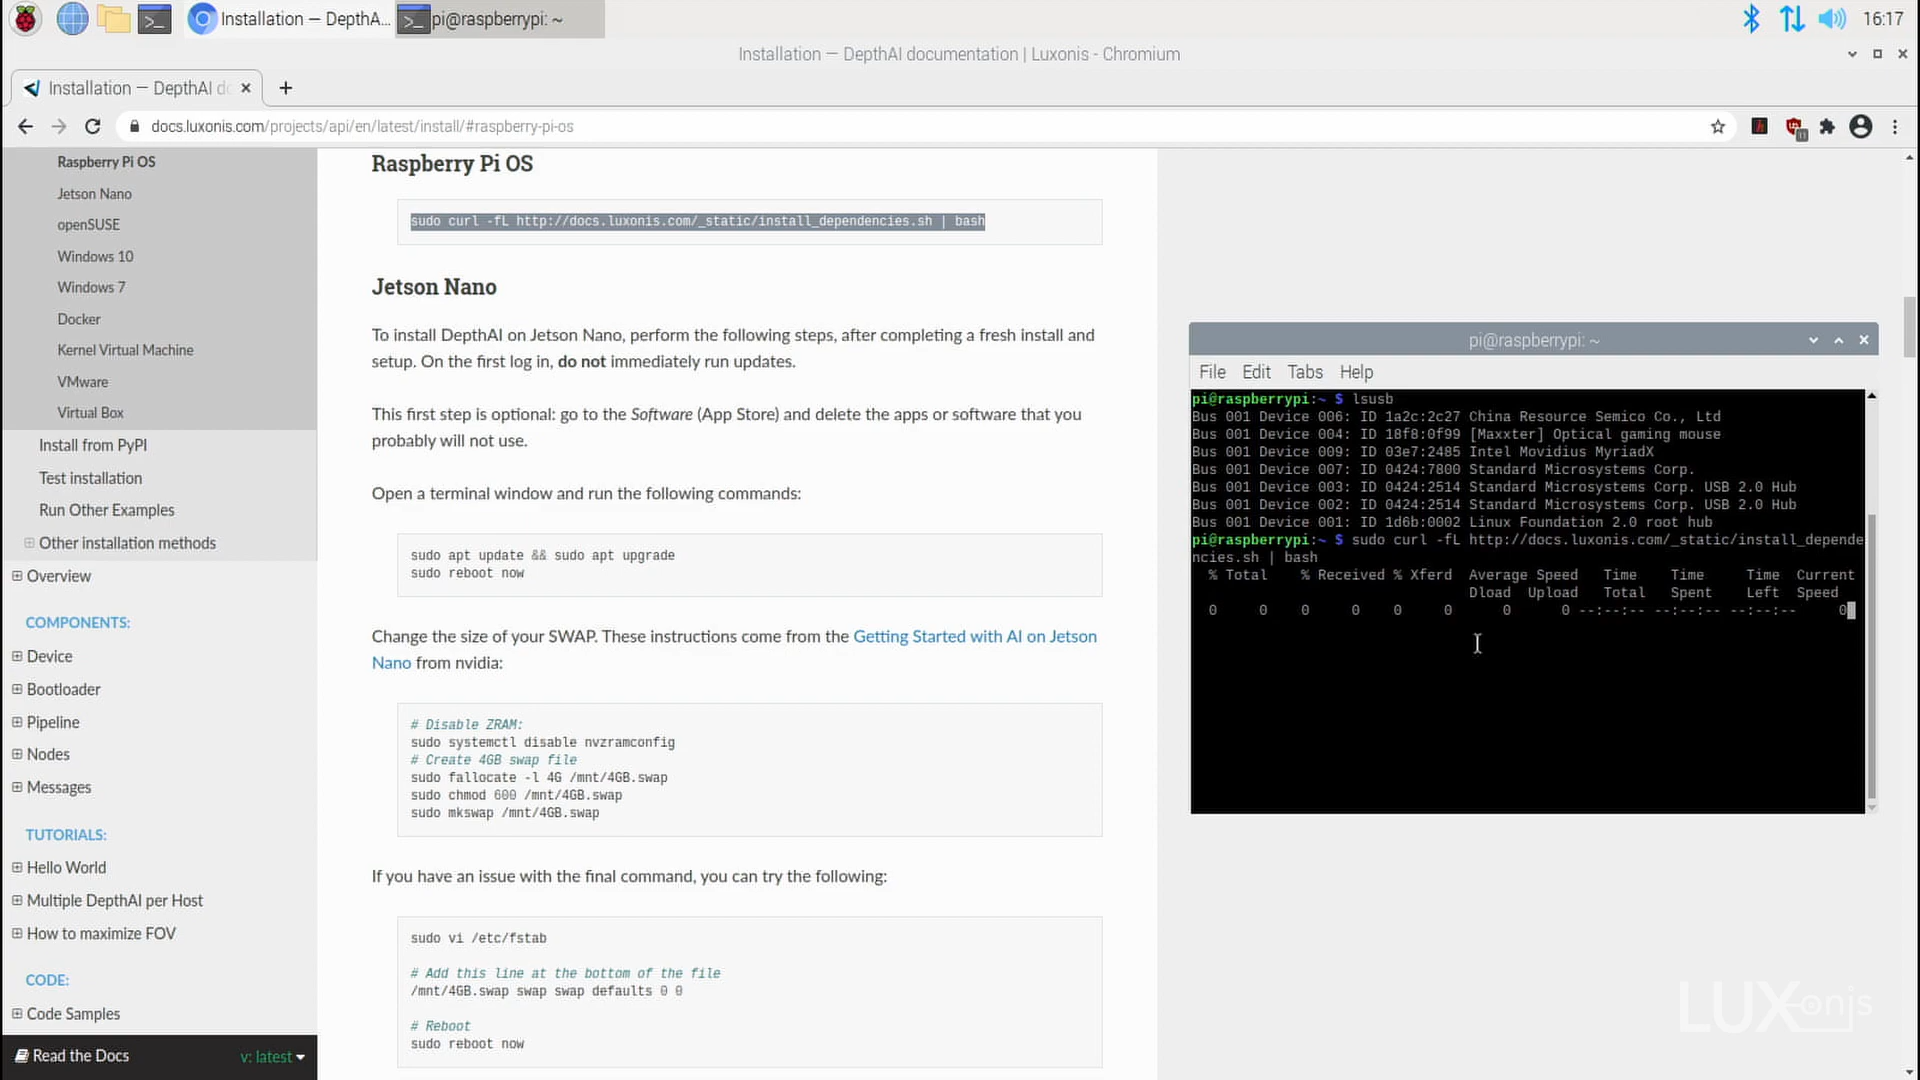 Installation — DepthA...
pi@raspberrypi: ~
16:17
Installation — DepthAI documentation | Luxonis - Chromium
Installation — DepthAI do
docs.luxonis.com/projects/api/en/latest/install/#raspberry-pi-os
Raspberry Pi OS
Jetson Nano
openSUSE
Windows 10
Windows 7
Docker
Kernel Virtual Machine
VMware
Virtual Box
Install from PyPI
Test installation
Run Other Examples
Other installation methods
Overview
COMPONENTS:
Device
Bootloader
Pipeline
Nodes
Messages
TUTORIALS:
Hello World
Multiple DepthAI per Host
How to maximize FOV
CODE:
Code Samples
Read the Docs
v: latest
Raspberry Pi OS
sudo curl -fL http://docs.luxonis.com/_static/install_dependencies.sh | bash
Jetson Nano
To install DepthAI on Jetson Nano, perform the following steps, after completing a fresh install and
setup. On the first log in, do not immediately run updates.
This first step is optional: go to the Software (App Store) and delete the apps or software that you
probably will not use.
Open a terminal window and run the following commands:
sudo apt update && sudo apt upgrade
sudo reboot now
Change the size of your SWAP. These instructions come from the Getting Started with AI on Jetson
Nano from nvidia:
# Disable ZRAM:
sudo systemctl disable nvzramconfig
# Create 4GB swap file
sudo fallocate -l 4G /mnt/4GB.swap
sudo chmod 600 /mnt/4GB.swap
sudo mkswap /mnt/4GB.swap
If you have an issue with the final command, you can try the following:
sudo vi /etc/fstab
# Add this line at the bottom of the file
/mnt/4GB.swap swap swap defaults 0 0
# Reboot
sudo reboot now
pi@raspberrypi: ~
File Edit Tabs Help
pi@raspberrypi:~ $ lsusb
Bus 001 Device 006: ID 1a2c:2c27 China Resource Semico Co., Ltd
Bus 001 Device 004: ID 18f8:0f99 [Maxxter] Optical gaming mouse
Bus 001 Device 009: ID 03e7:2485 Intel Movidius MyriadX
Bus 001 Device 007: ID 0424:7800 Standard Microsystems Corp.
Bus 001 Device 003: ID 0424:2514 Standard Microsystems Corp. USB 2.0 Hub
Bus 001 Device 002: ID 0424:2514 Standard Microsystems Corp. USB 2.0 Hub
Bus 001 Device 001: ID 1d6b:0002 Linux Foundation 2.0 root hub
pi@raspberrypi:~ $ sudo curl -fL http://docs.luxonis.com/_static/install_depende
ncies.sh | bash
% Total % Received % Xferd Average Speed Time Time Time Current
Dload Upload Total Spent Left Speed
0 0 0 0 0 0 0 0 --:--:-- --:--:-- --:--:-- 0
LUXonis